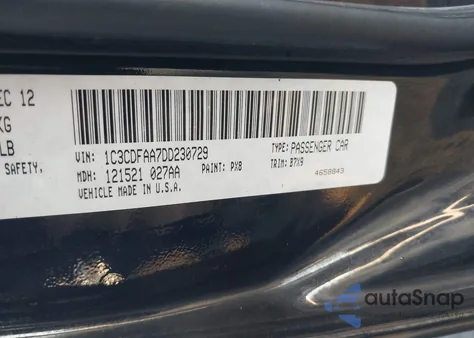 EC 12
KG
LB
SAFETY,
VIN: 1C3CDFAA7DD230729
TYPE: PASSENGER CAR
MDH: 121521 027AA
PAINT: PX8
TRIM: B7X9
VEHICLE MADE IN U.S.A.
4658843
autoSnap